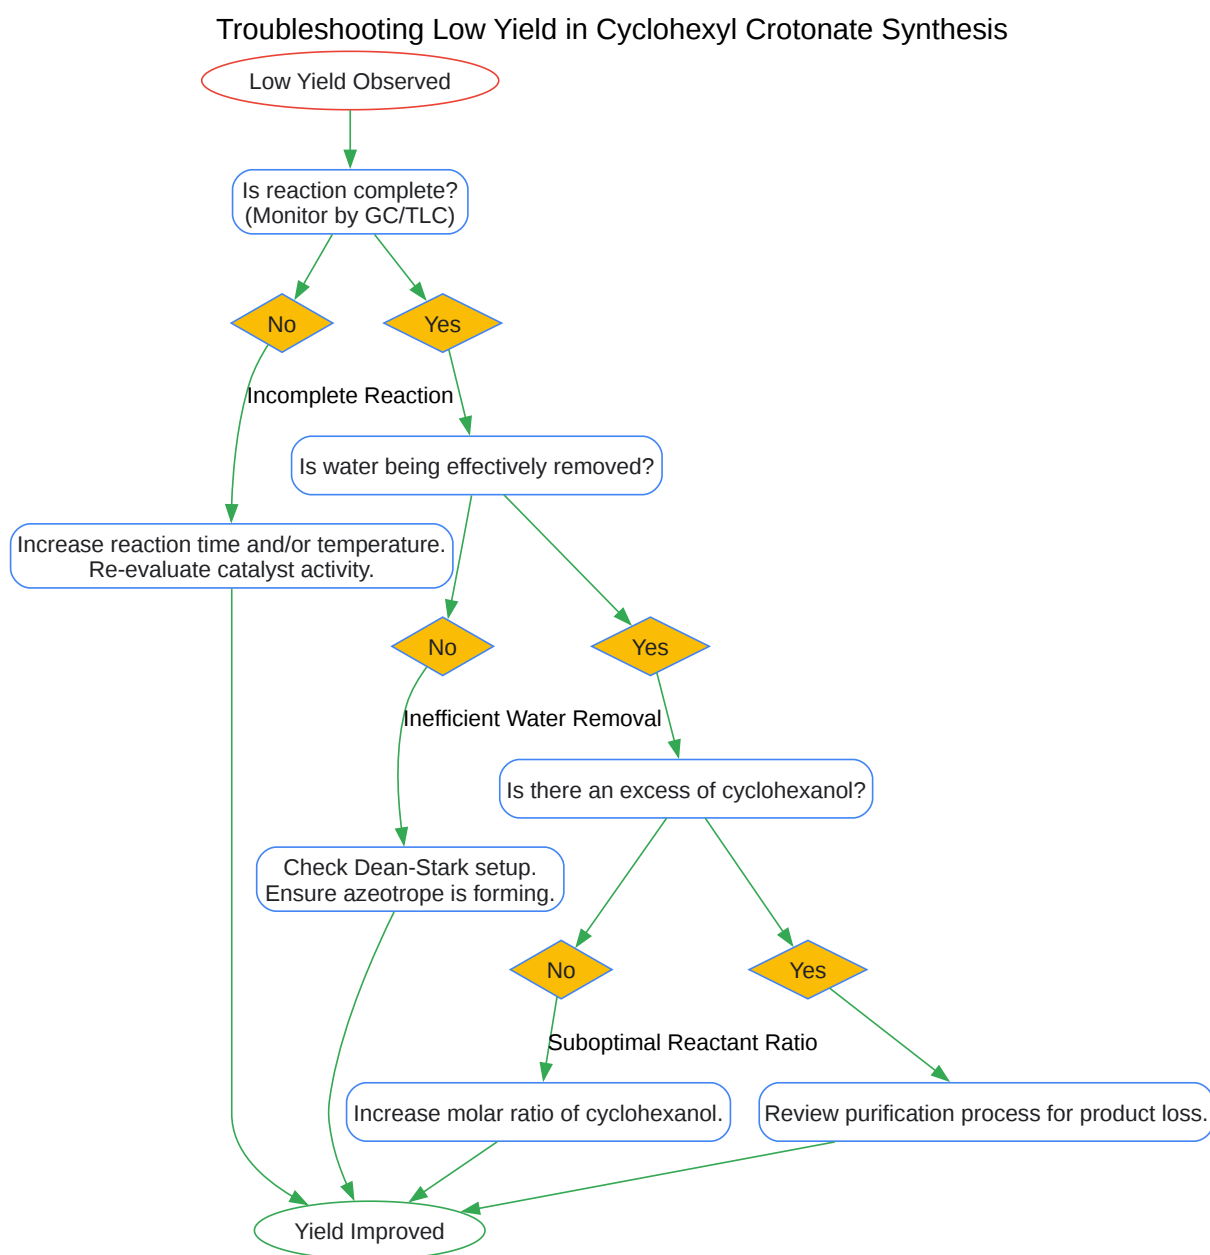 Troubleshooting Low Yield in Cyclohexyl Crotonate Synthesis
Low Yield Observed
Is reaction complete?
(Monitor by GC/TLC)
No
Yes
Incomplete Reaction
Is water being effectively removed?
Increase reaction time and/or temperature.
Re-evaluate catalyst activity.
No
Yes
Inefficient Water Removal
Is there an excess of cyclohexanol?
Check Dean-Stark setup.
Ensure azeotrope is forming.
No
Yes
Suboptimal Reactant Ratio
Increase molar ratio of cyclohexanol.
Review purification process for product loss.
Yield Improved